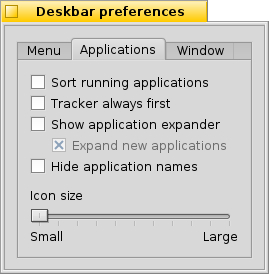 Deskbar preferences
Menu Applications Window
Sort running applications
Tracker always first
Show application expander
Expand new applications
Hide application names
Icon size
Small Large